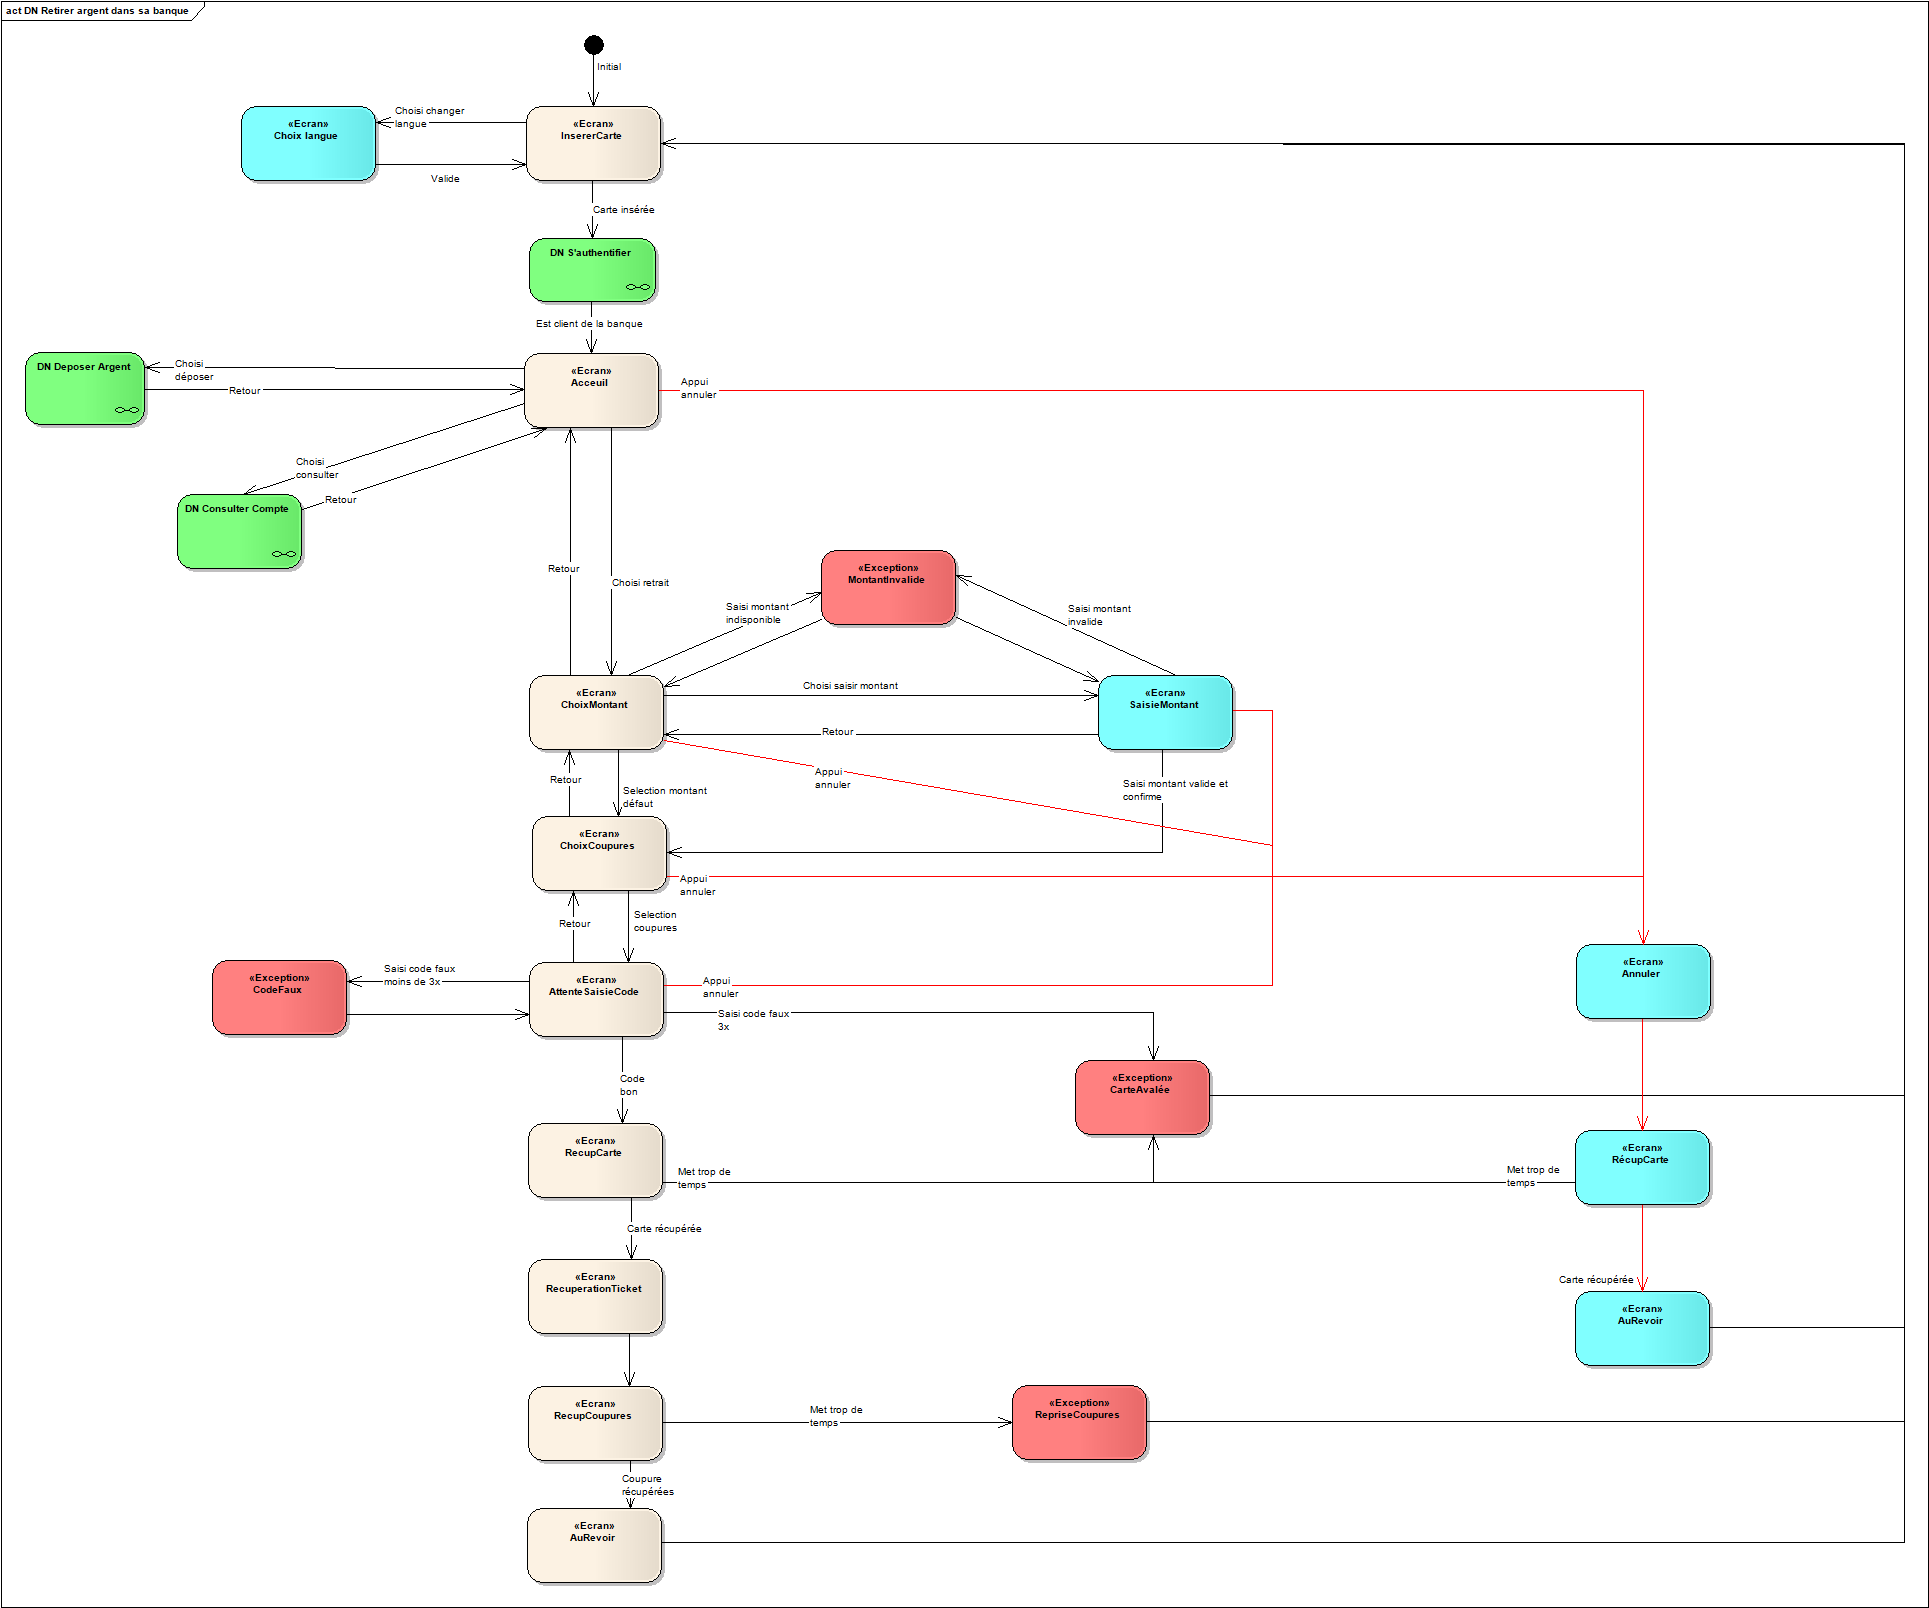 act DN Retirer argent dans sa banque
Initial
«Ecran»
Choix langue
Choisi changer
langue
«Ecran»
InsererCarte
Valide
Carte insérée
DN S'authentifier
Est client de la banque
DN Deposer Argent
Choisi
déposer
Retour
«Ecran»
Acceuil
Appui
annuler
Choisi
consulter
DN Consulter Compte
Retour
Retour
Choisi retrait
«Exception»
MontantInvalide
Saisi montant
indisponible
Saisi montant
invalide
«Ecran»
ChoixMontant
Choisi saisir montant
«Ecran»
SaisieMontant
Retour
Appui
annuler
Retour
Selection montant
défaut
Saisi montant valide et
confirme
«Ecran»
ChoixCoupures
Appui
annuler
Retour
Selection
coupures
«Ecran»
Annuler
«Exception»
CodeFaux
Saisi code faux
moins de 3x
«Ecran»
AttenteSaisieCode
Appui
annuler
Saisi code faux
3x
Code
bon
«Exception»
CarteAvalée
«Ecran»
RecupCarte
Met trop de
temps
Met trop de
temps
«Ecran»
RécupCarte
Carte récupérée
«Ecran»
RecuperationTicket
Carte récupérée
«Ecran»
AuRevoir
«Ecran»
RecupCoupures
Met trop de
temps
«Exception»
RepriseCoupures
Coupure
récupérées
«Ecran»
AuRevoir